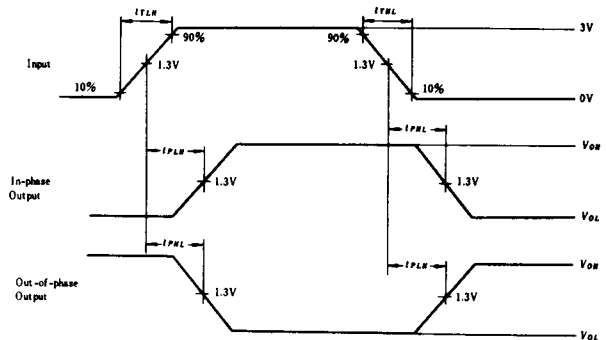 tTLH
tTHL
3V
90%
90%
Input
1.3V
1.3V
10%
10%
0V
tPLH
tPHL
VOH
In-phase
Output
1.3V
1.3V
VOL
tPHL
tPLH
VOH
Out-of-phase
Output
1.3V
1.3V
VOL